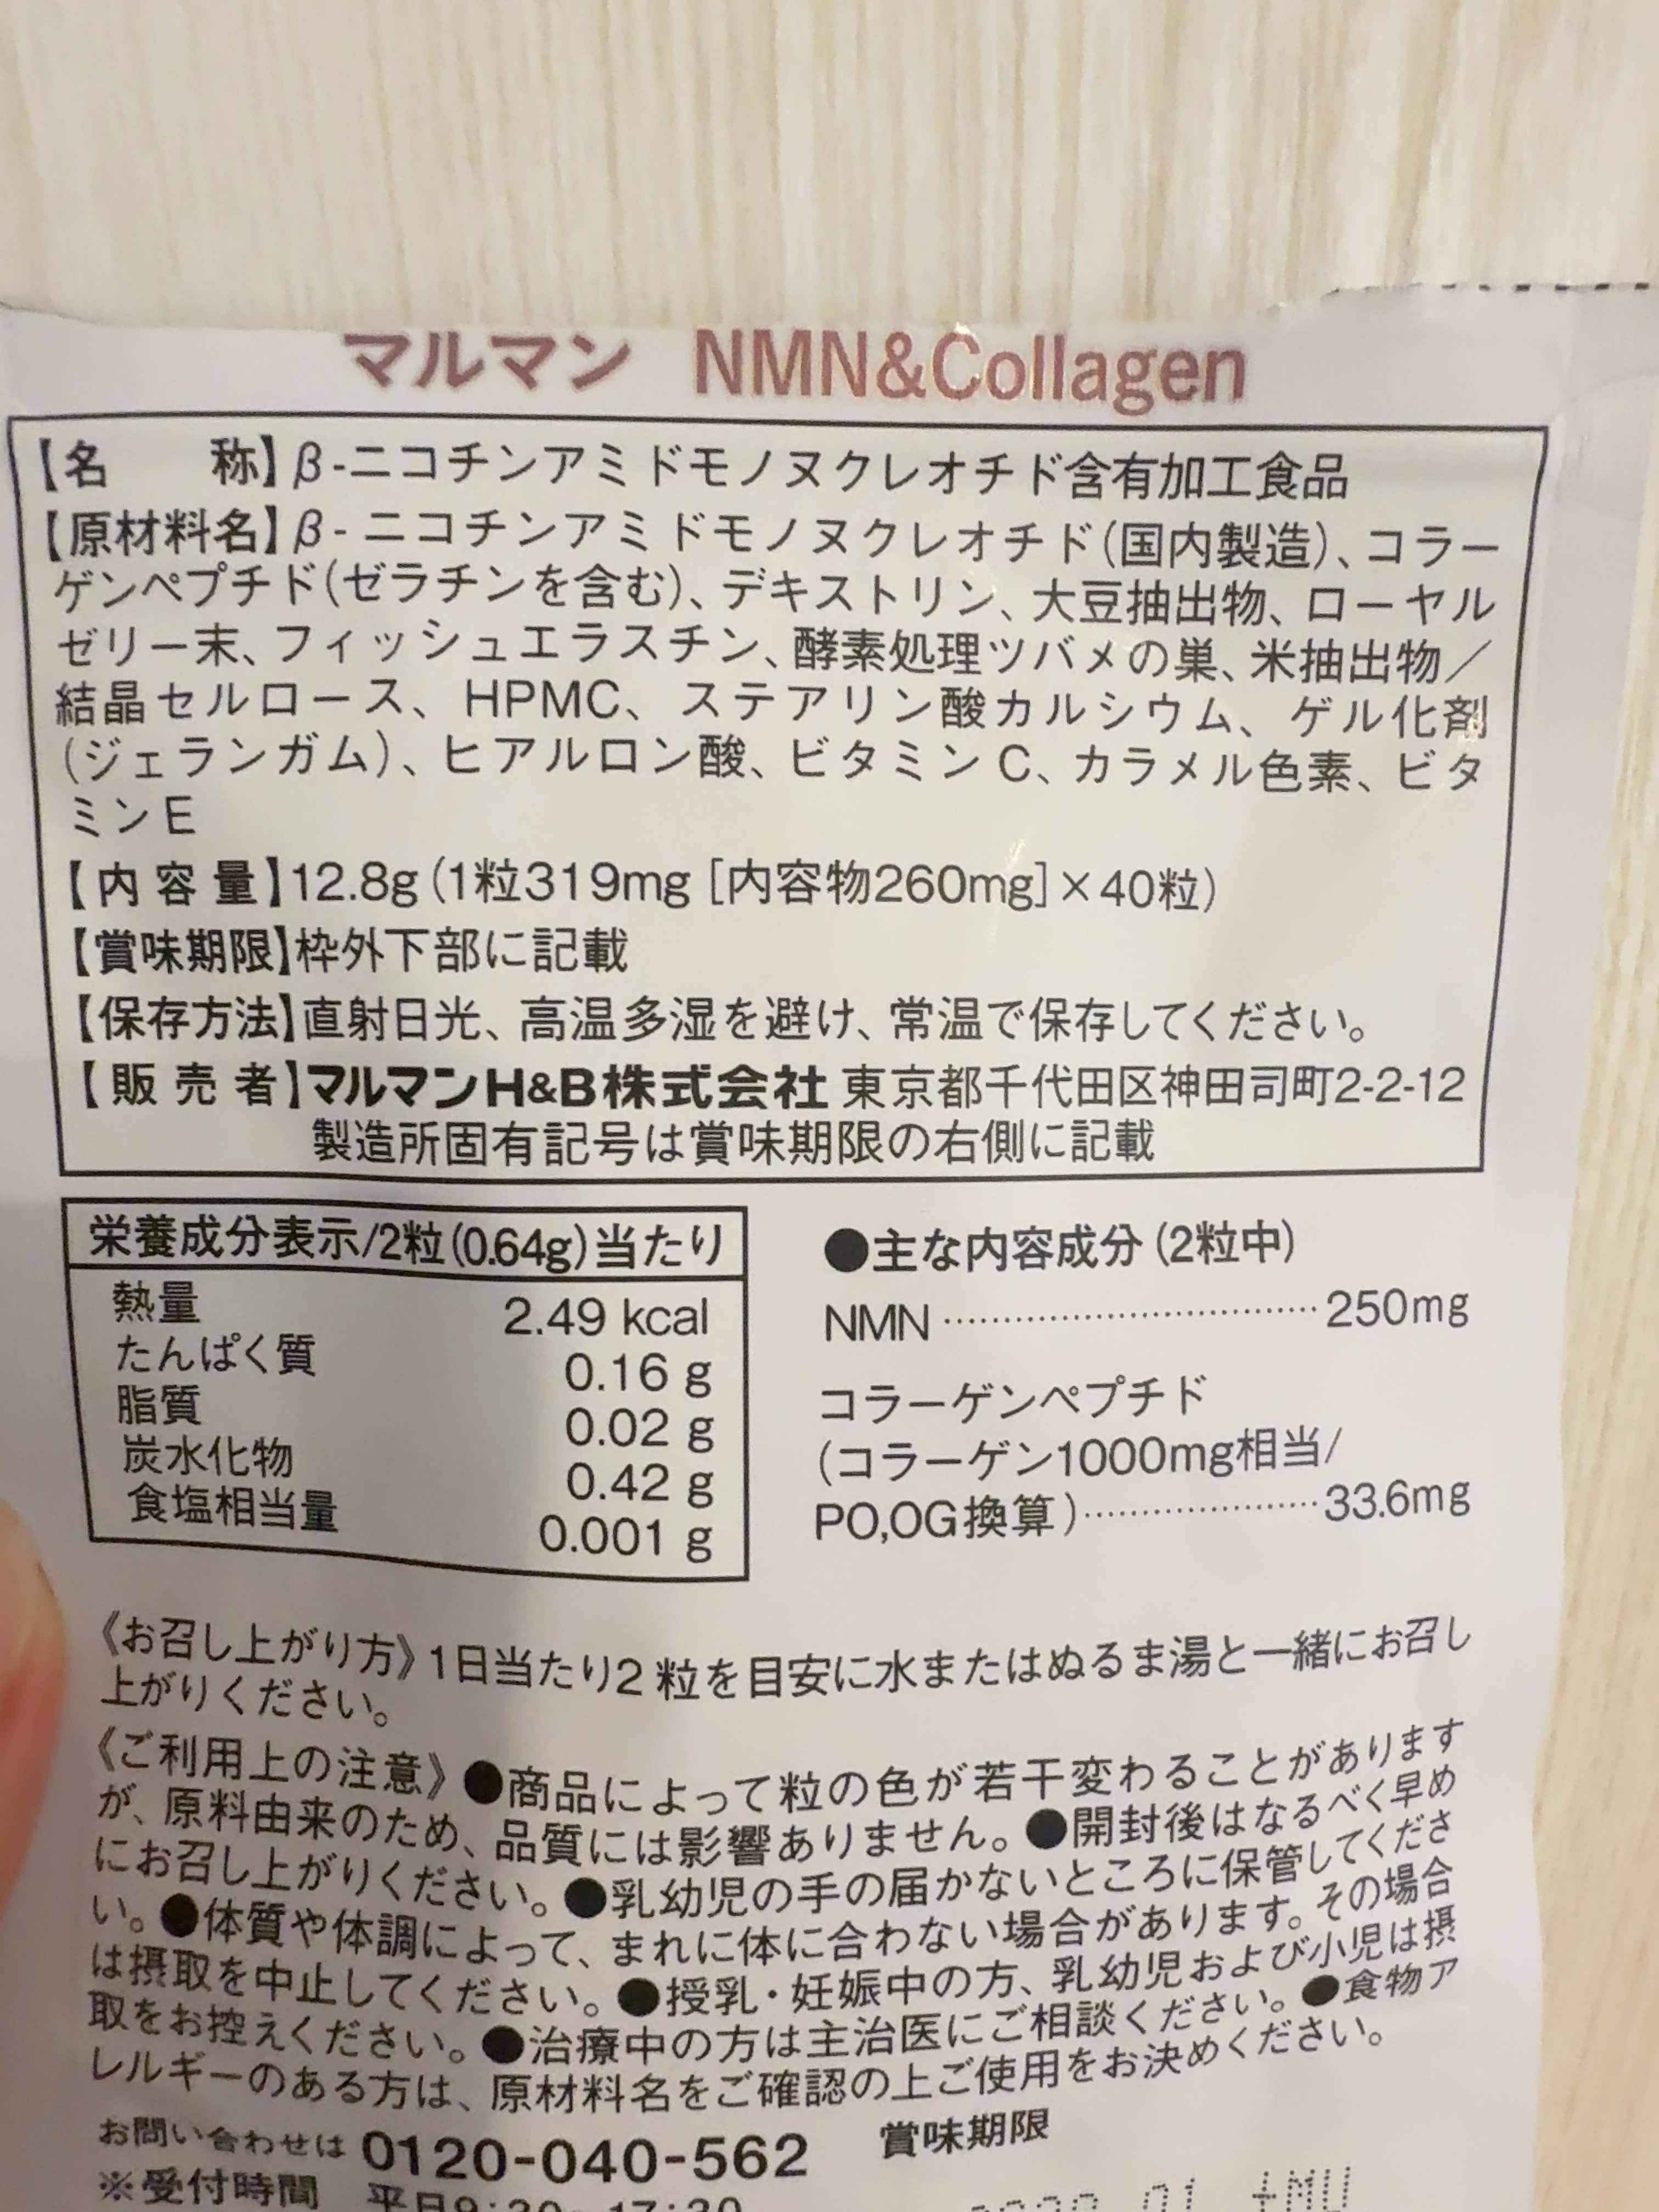 マルマン NMN&Collagen
【名 称】β-ニコチンアミドモノヌクレオチド含有加工食品
【原材料名】β-ニコチンアミドモノヌクレオチド(国内製造)、コラー
ゲンペプチド(ゼラチンを含む)、デキストリン、大豆抽出物、ローヤル
ゼリー末、フィッシュエラスチン、酵素処理ツバメの巣、米抽出物／
結晶セルロース、HPMC、ステアリン酸カルシウム、ゲル化剤
(ジェランガム)、ヒアルロン酸、ビタミンC、カラメル色素、ビタ
ミンE
【内容量】12.8g(1粒319mg[内容物260mg]×40粒)
【賞味期限】枠外下部に記載
【保存方法】直射日光、高温多湿を避け、常温で保存してください。
【販売者】マルマンH&B株式会社 東京都千代田区神田司町2-2-12
製造所固有記号は賞味期限の右側に記載
栄養成分表示/2粒(0.64g)当たり
熱量 2.49 kcal
たんぱく質 0.16 g
脂質 0.02 g
炭水化物 0.42 g
食塩相当量 0.001 g
●主な内容成分(2粒中)
NMN……………………250mg
コラーゲンペプチド
(コラーゲン1000mg相当/
PO,OG換算)……………33.6mg
《お召し上がり方》1日当たり2粒を目安に水またはぬるま湯と一緒にお召し
上がりください。
《ご利用上の注意》●商品によって粒の色が若干変わることがあります
が、原料由来のため、品質には影響ありません。●開封後はなるべく早め
にお召し上がりください。●乳幼児の手の届かないところに保管してくださ
い。●体質や体調によって、まれに体に合わない場合があります。その場合
は摂取を中止してください。●授乳・妊娠中の方、乳幼児および小児は摂
取をお控えください。●治療中の方は主治医にご相談ください。●食物ア
レルギーのある方は、原材料名をご確認の上ご使用をお決めください。
お問い合わせは 0120-040-562
賞味期限
※受付時間 平日9:30-17:30